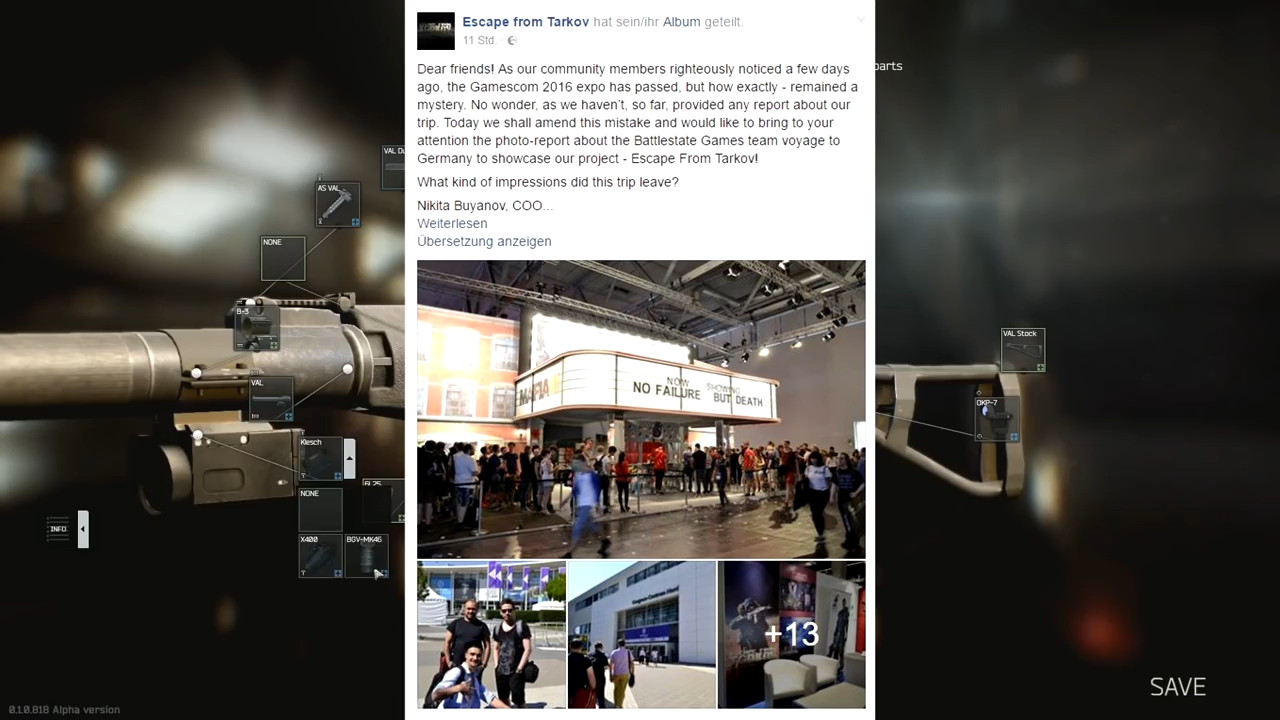 Escape from Tarkov hat sein/ihr Album geteilt.
11 Std.
Dear friends! As our community members righteously noticed a few days
ago, the Gamescom 2016 expo has passed, but how exactly - remained a
mystery. No wonder, as we haven't, so far, provided any report about our
trip. Today we shall amend this mistake and would like to bring to your
attention the photo-report about the Battlestate Games team voyage to
Germany to showcase our project - Escape From Tarkov!
What kind of impressions did this trip leave?
Nikita Buyanov, COO...
Weiterlesen
Übersetzung anzeigen
MAFIA
NOW SHOWING
NO FAILURE BUT DEATH
+13
parts
VAL
AS VAL
NONE
B-3
VAL
Klesch
NONE
B-25
X400
BGV-MK46
INFO
VAL Stock
OKP-7
SAVE
0.1.0.818 Alpha version